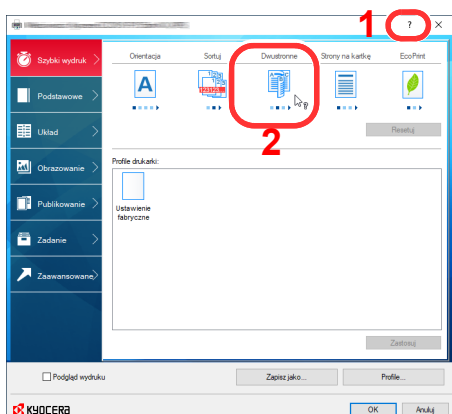 1
?
Szybki wydruk
Podstawowe
Układ
Obrazowanie
Publikowanie
Zadanie
Zaawansowane
Orientacja
Sortuj
Dwustronne
Strony na kartkę
EcoPrint
A
123123
2
Resetuj
Profile drukarki:
Ustawienie
fabryczne
Zastosuj
Podgląd wydruku
Zapisz jako...
Profile...
KYOCERA
OK
Anuluj